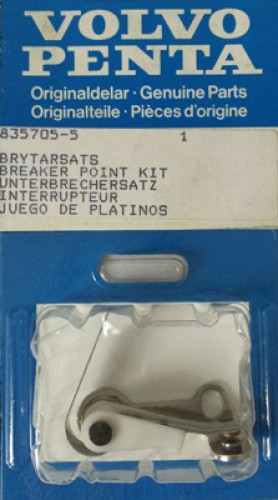 VOLVO
PENTA
Originaldelar · Genuine Parts
Originalteile · Pièces d'origine
835705-5 1
BRYTARSATS
BREAKER POINT KIT
UNTERBRECHERSATZ
INTERRUPTEUR
JUEGO DE PLATINOS